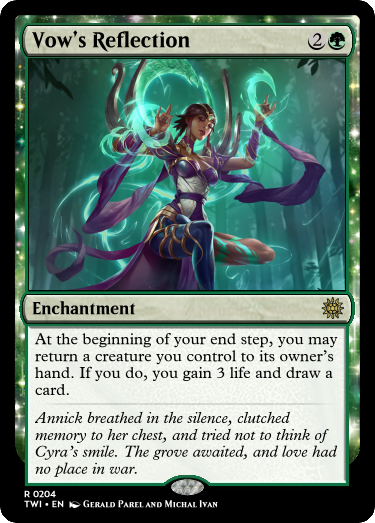 Vow's Reflection 2
Enchantment
At the beginning of your end step, you may
return a creature you control to its owner's
hand. If you do, you gain 3 life and draw a
card.
Annick breathed in the silence, clutched
memory to her chest, and tried not to think of
Cyra's smile. The grove awaited, and love had
no place in war.
R 0204
TWI • EN Gerald Parel and Michal Ivan